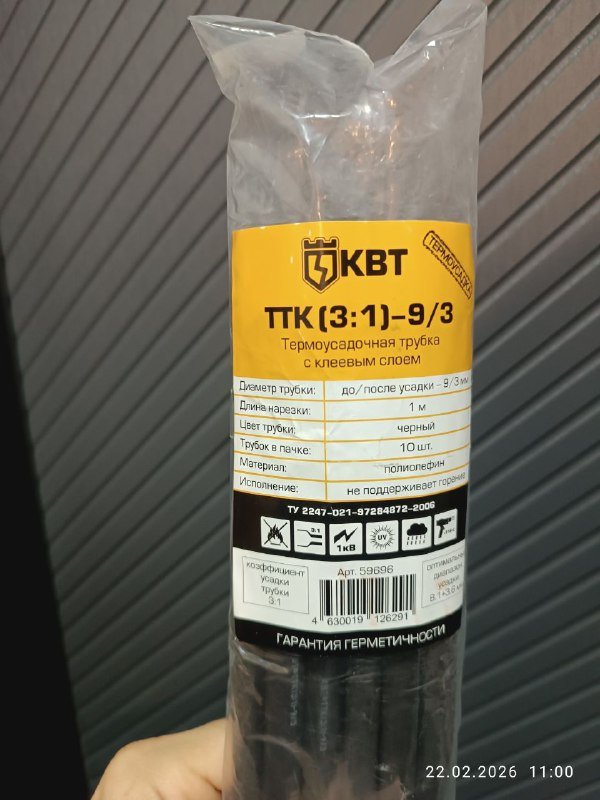 КВТ
ТЕРМОУСАДКА
ТТК (3:1)-9/3
Термоусадочная трубка
с клеевым слоем
Диаметр трубки: до/после усадки - 9/3 мм
Длина нарезки: 1 м
Цвет трубки: черный
Трубок в пачке: 10 шт.
Материал: полиолефин
Исполнение: не поддерживает горение
ТУ 2247-021-97284872-2006
3:1
1кВ
UV
коэффициент
усадки
трубки
3:1
Арт. 59696
4 630019 126291
оптимальный
диапазон
усадки
8,1÷3,6 мм
ГАРАНТИЯ ГЕРМЕТИЧНОСТИ
22.02.2026 11:00